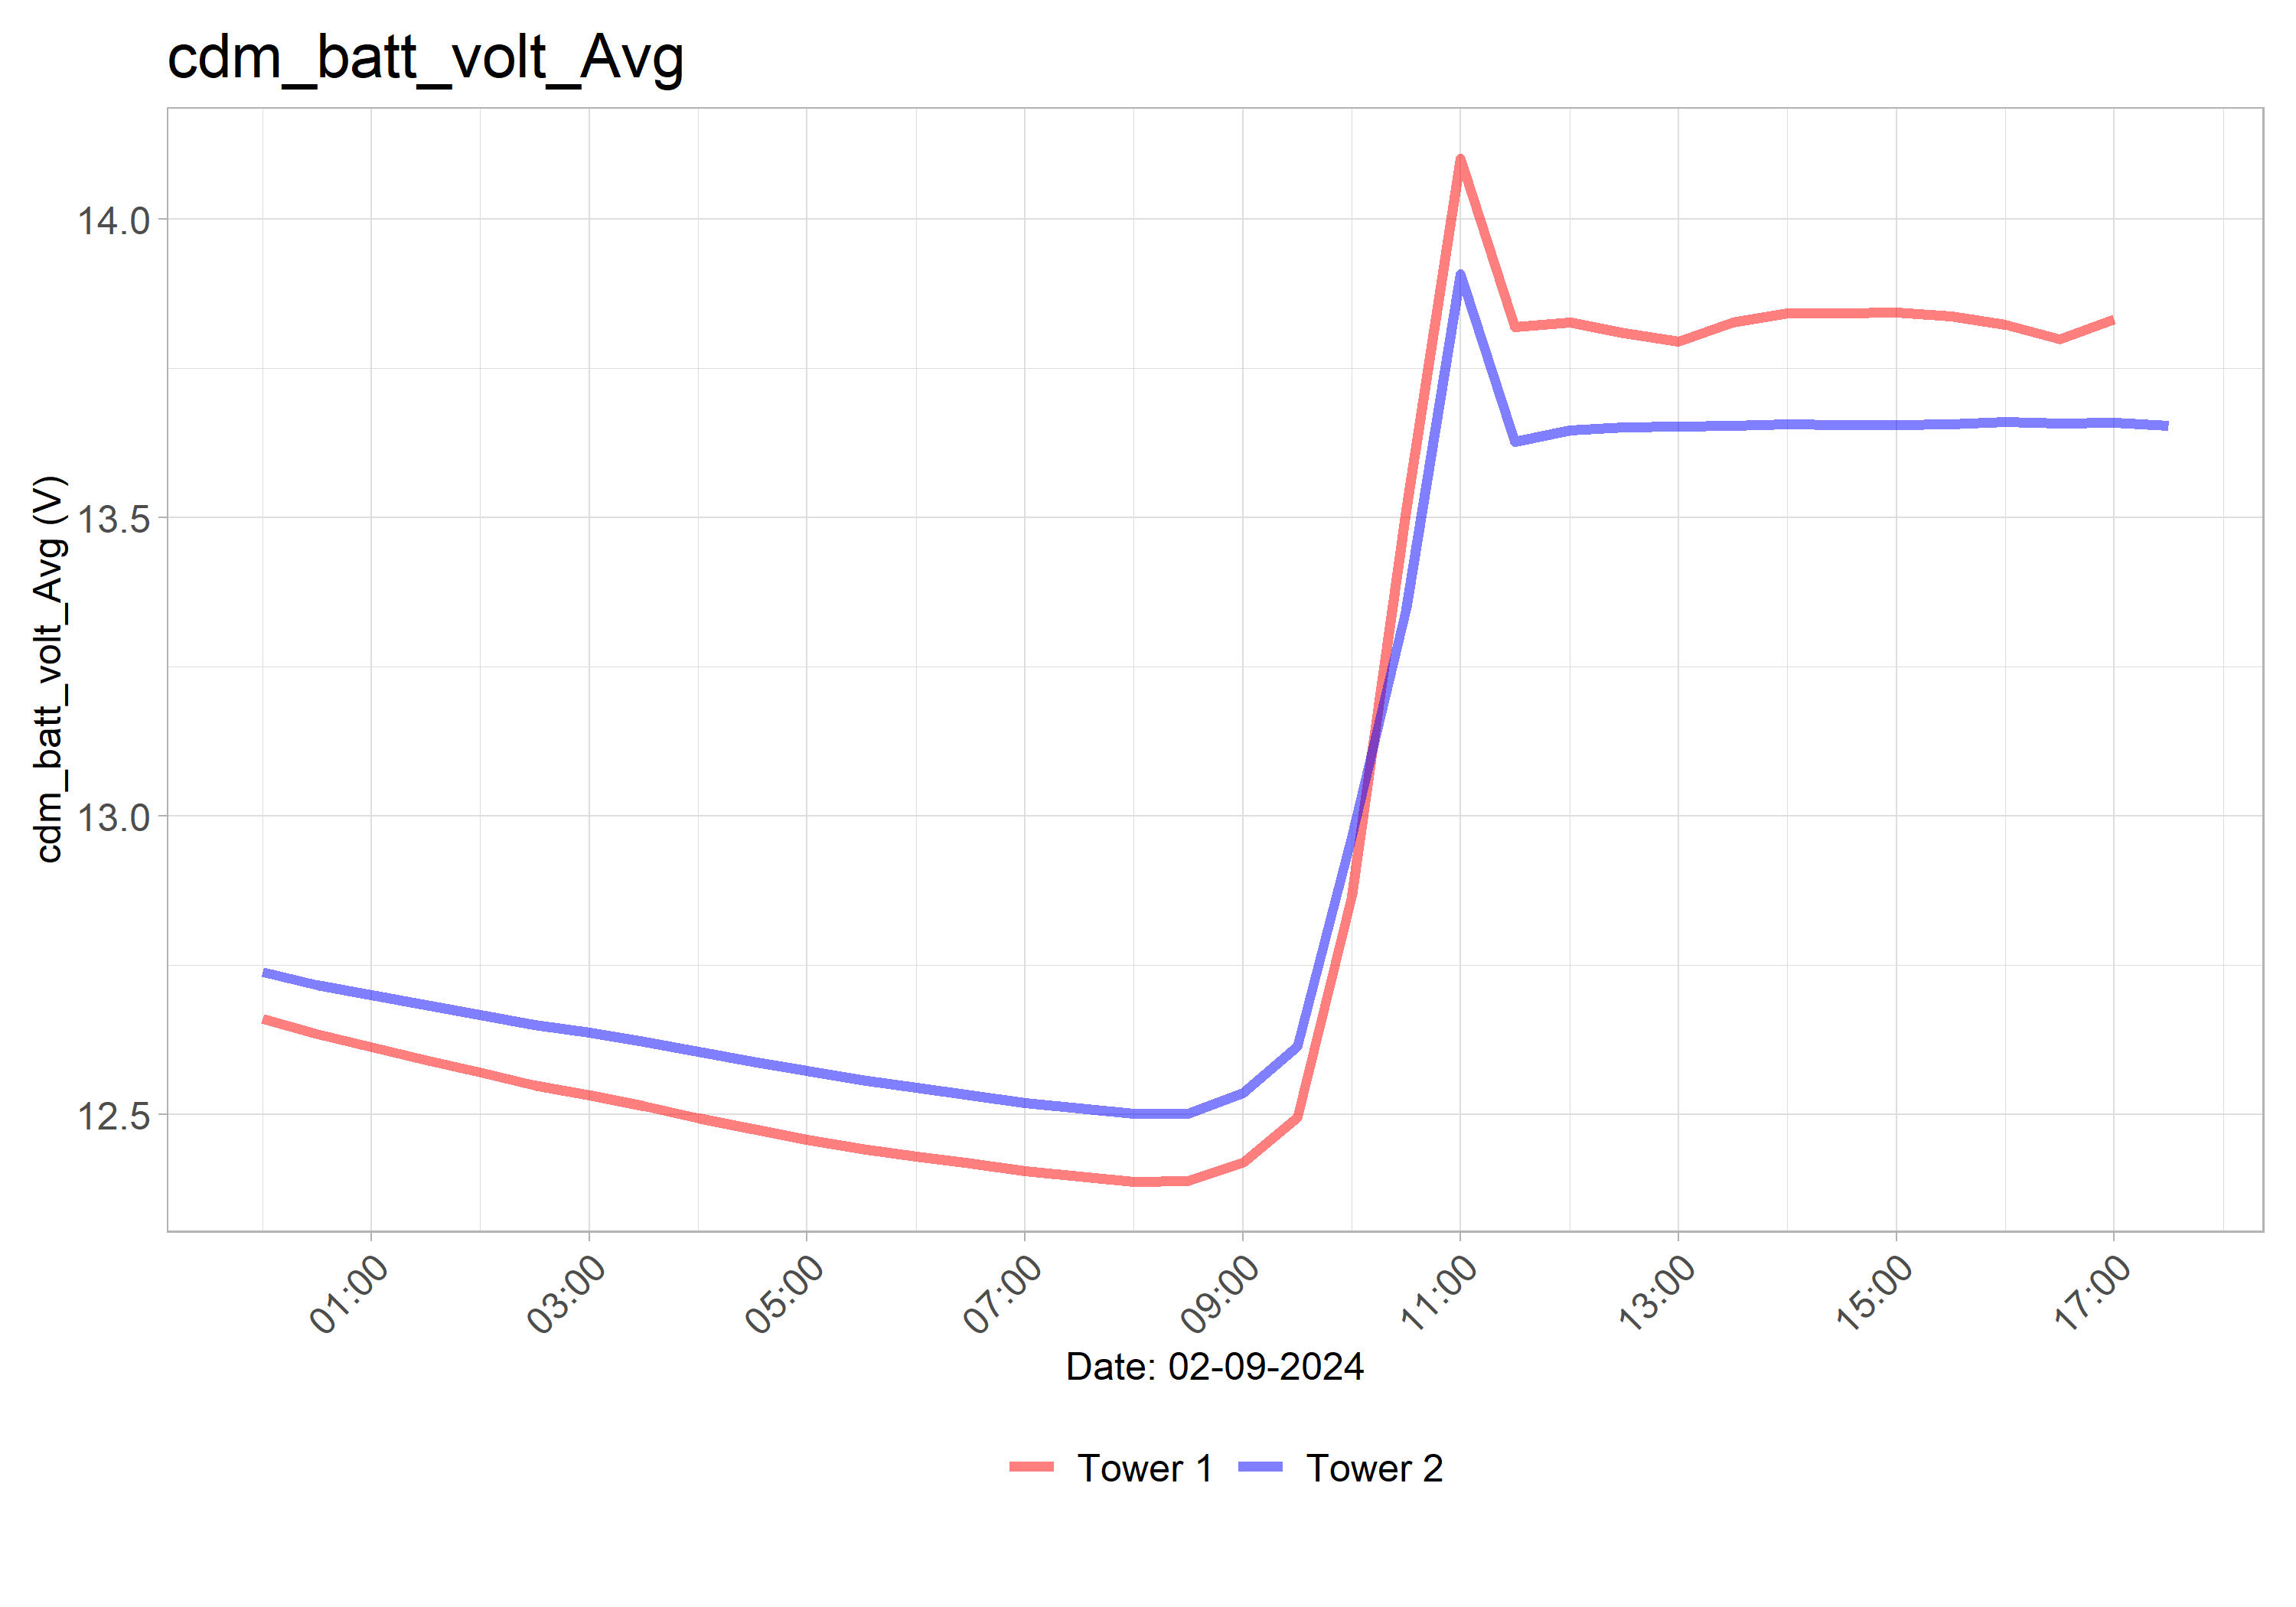 cdm_batt_volt_Avg
cdm_batt_volt_Avg (V)
14.0
13.5
13.0
12.5
01:00
03:00
05:00
07:00
09:00
11:00
13:00
15:00
17:00
Date: 02-09-2024
Tower 1
Tower 2